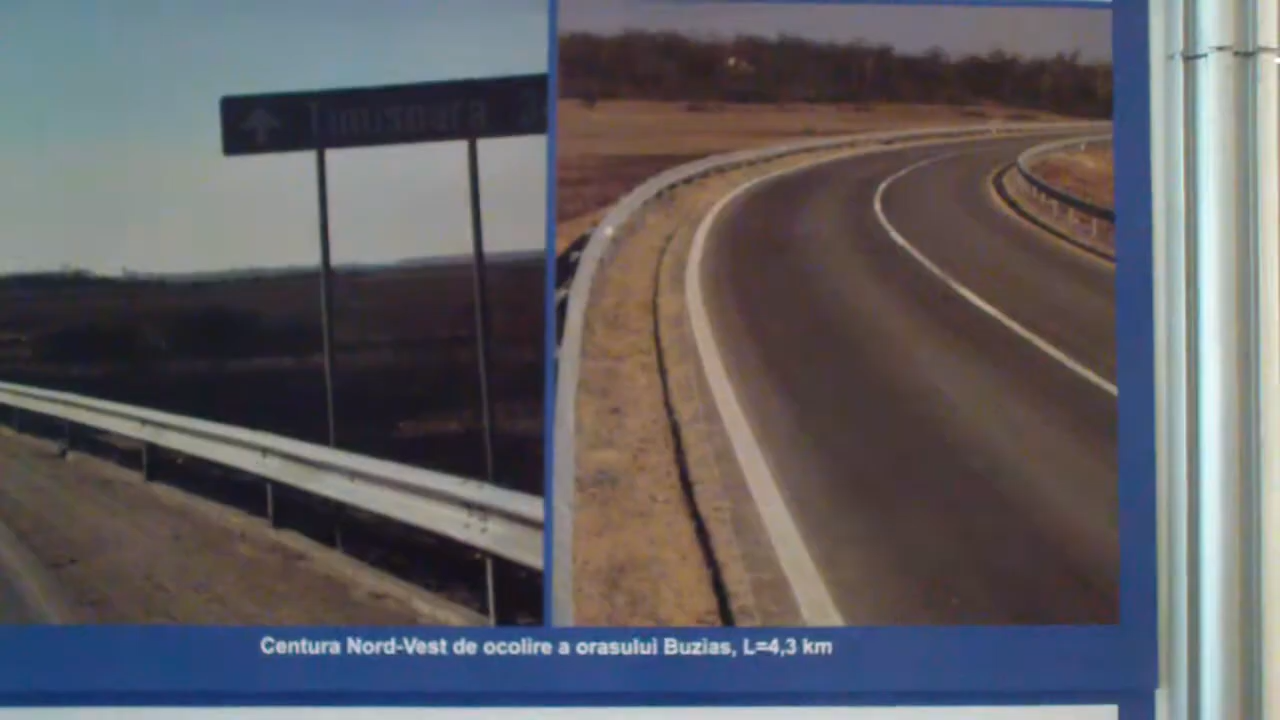 Timisoara
Centura Nord-Vest de ocolire a orasului Buzias, L=4,3 km